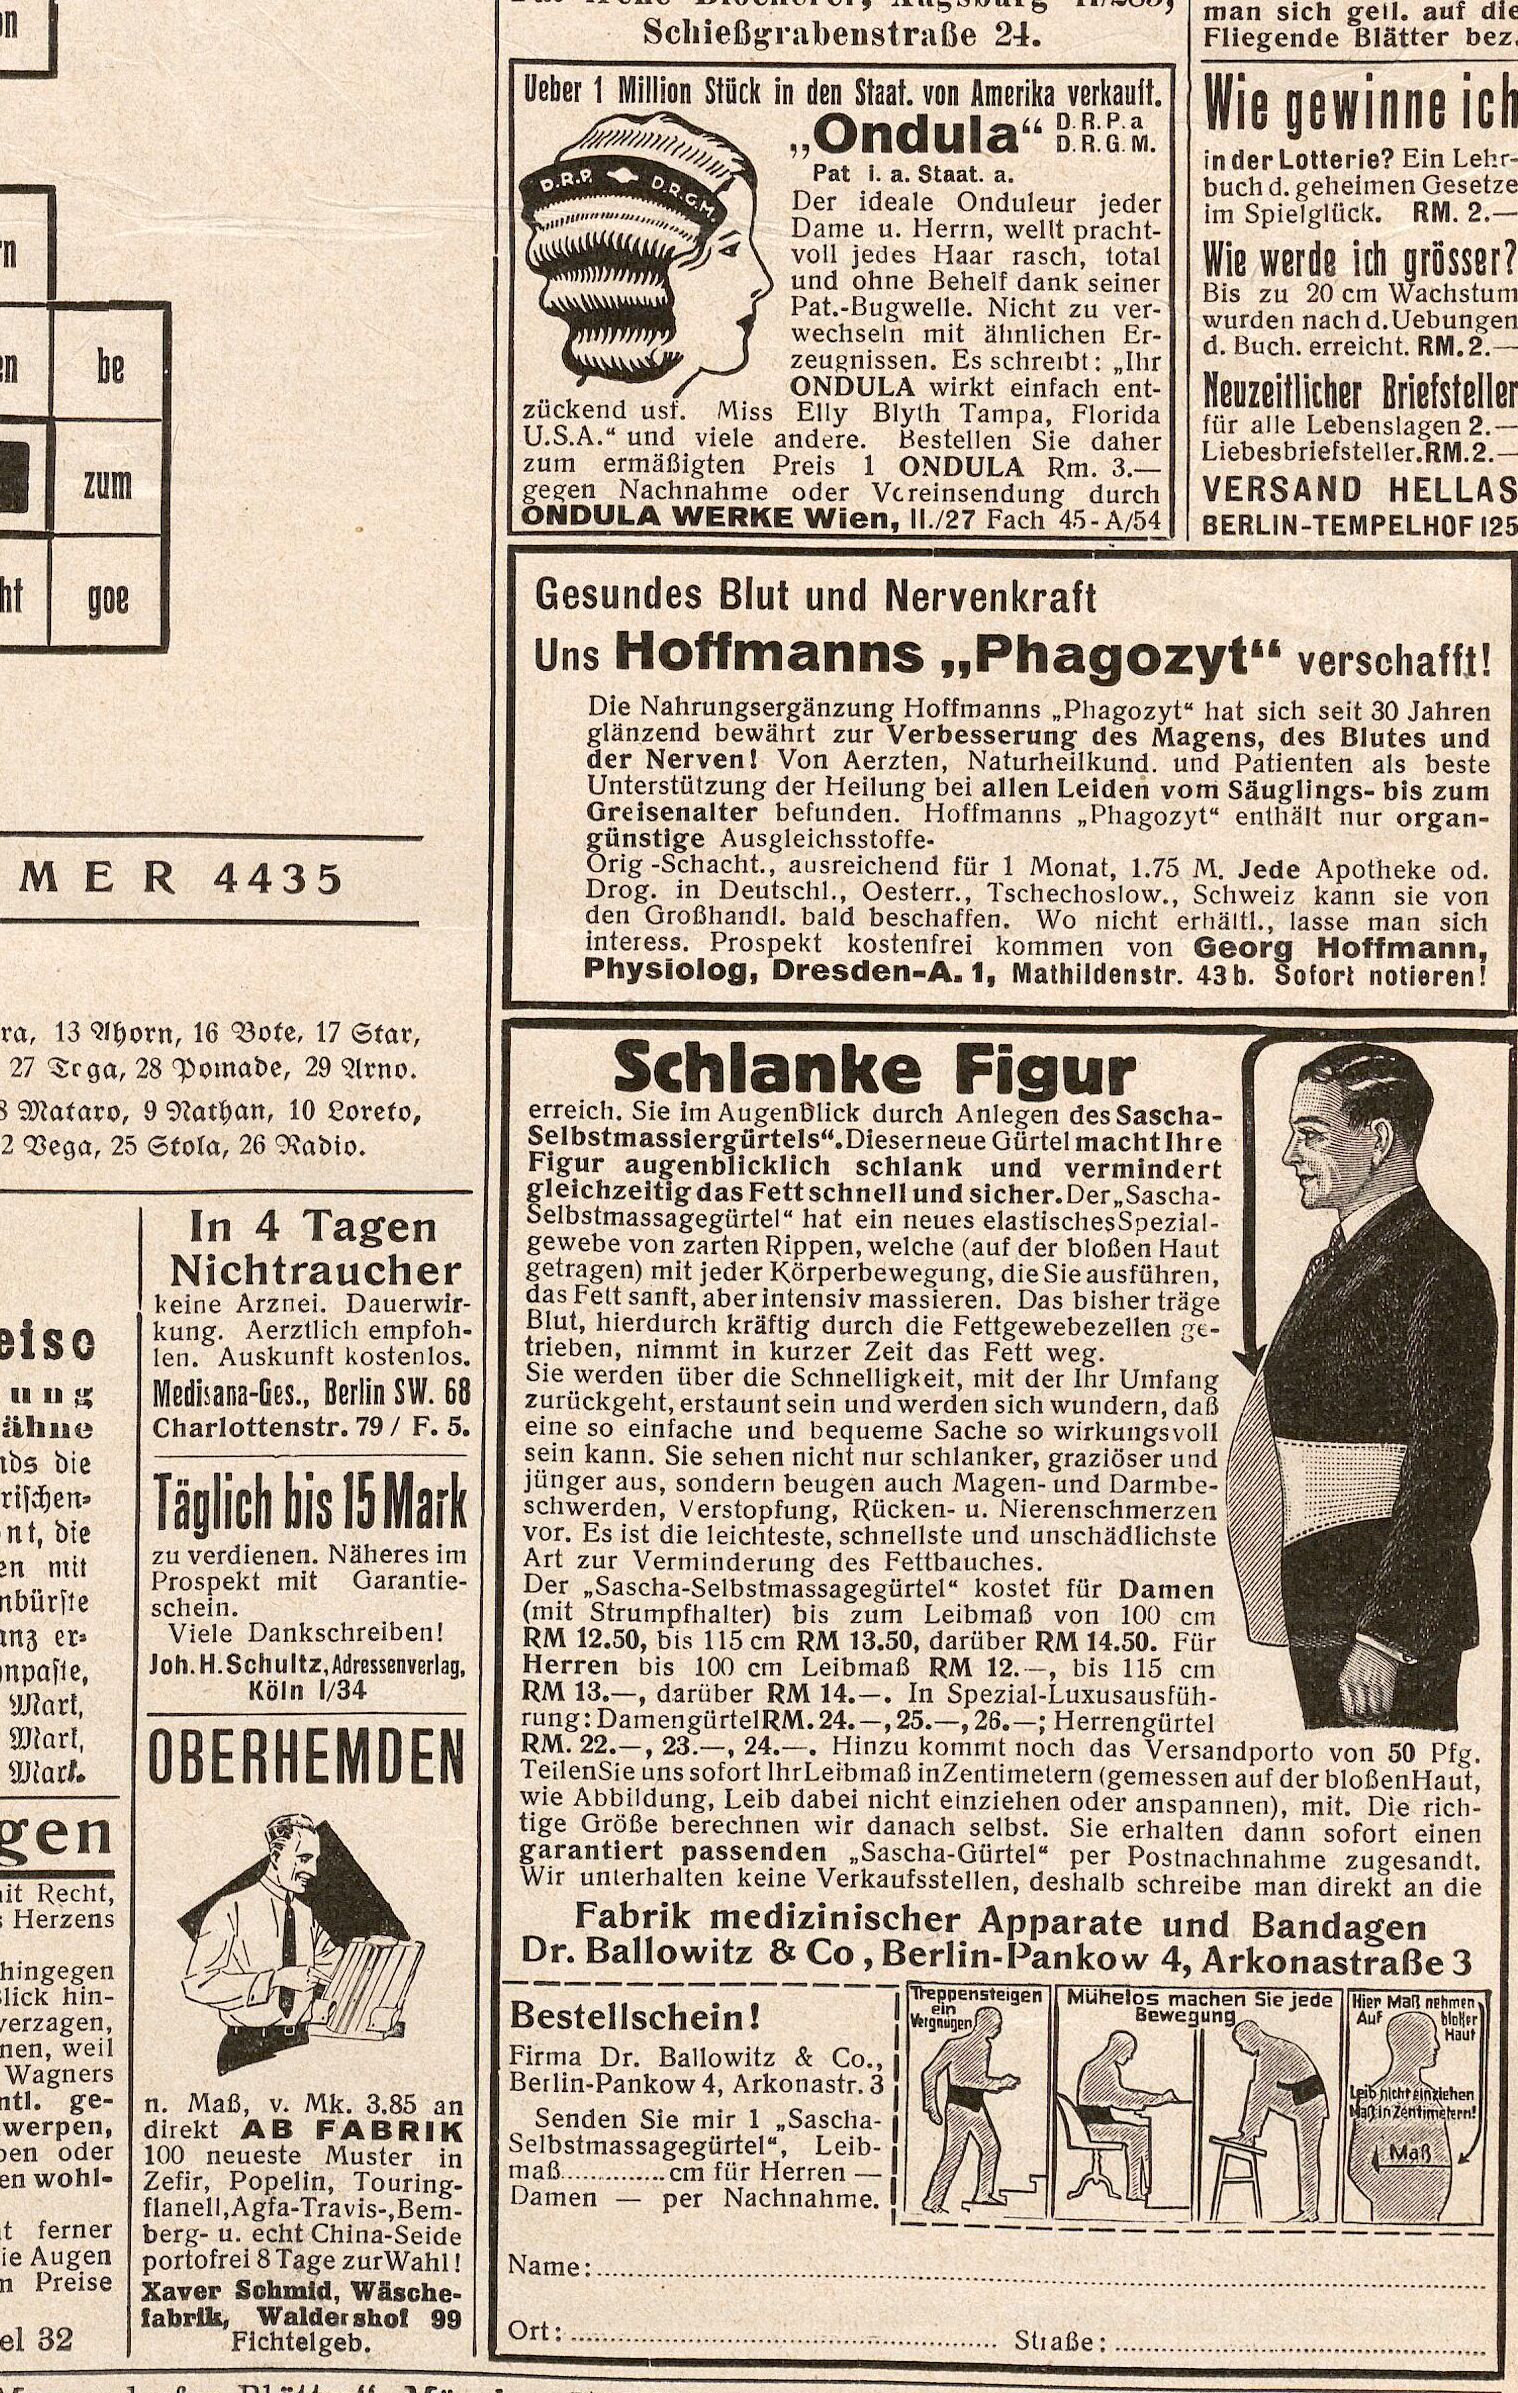 Schießgrabenstraße 24.
man sich geil. auf die
Fliegende Blätter bez.
Ueber 1 Million Stück in den Staat. von Amerika verkauft.
„Ondula“ D.R.P.a
D.R.G.M.
Pat i. a. Staat. a.
D.R.P. D.R.G.M.
Der ideale Onduleur jeder
Dame u. Herrn, wellt pracht-
voll jedes Haar rasch, total
und ohne Behelf dank seiner
Pat.-Bugwelle. Nicht zu ver-
wechseln mit ähnlichen Er-
zeugnissen. Es schreibt: „Ihr
ONDULA wirkt einfach ent-
zückend usf. Miss Elly Blyth Tampa, Florida
U.S.A.“ und viele andere. Bestellen Sie daher
zum ermäßigten Preis 1 ONDULA Rm. 3.—
gegen Nachnahme oder Voreinsendung durch
ONDULA WERKE Wien, II./27 Fach 45-A/54
Wie gewinne ich
in der Lotterie? Ein Lehr-
buch d. geheimen Gesetze
im Spielglück. RM. 2.—
Wie werde ich grösser?
Bis zu 20 cm Wachstum
wurden nach d. Uebungen
d. Buch. erreicht. RM. 2.—
Neuzeitlicher Briefsteller
für alle Lebenslagen 2.—
Liebesbriefsteller. RM. 2.—
VERSAND HELLAS
BERLIN-TEMPELHOF 125
be
zum
ht goe
Gesundes Blut und Nervenkraft
Uns Hoffmanns „Phagozyt“ verschafft!
Die Nahrungsergänzung Hoffmanns „Phagozyt“ hat sich seit 30 Jahren
glänzend bewährt zur Verbesserung des Magens, des Blutes und
der Nerven! Von Aerzten, Naturheilkund. und Patienten als beste
Unterstützung der Heilung bei allen Leiden vom Säuglings- bis zum
Greisenalter befunden. Hoffmanns „Phagozyt“ enthält nur organ-
günstige Ausgleichsstoffe-
Orig -Schacht., ausreichend für 1 Monat, 1.75 M. Jede Apotheke od.
Drog. in Deutschl., Oesterr., Tschechoslow., Schweiz kann sie von
den Großhandl. bald beschaffen. Wo nicht erhältl., lasse man sich
interess. Prospekt kostenfrei kommen von Georg Hoffmann,
Physiolog, Dresden-A. 1, Mathildenstr. 43b. Sofort notieren!
MER 4435
ra, 13 Ahorn, 16 Bote, 17 Star,
27 Tega, 28 Pomade, 29 Arno.
8 Mataro, 9 Nathan, 10 Loreto,
2 Vega, 25 Stola, 26 Radio.
eise
ung
ähne
nds die
rischen-
nt, die
en mit
nbürste
anz er-
npaste,
Mark,
Mark,
Mark.
gen
nit Recht,
s Herzens
hingegen
Blick hin-
verzagen,
nen, weil
Wagners
ntl. ge-
werpen,
ben oder
en wohl-
t ferner
ie Augen
n Preise
el 32
In 4 Tagen
Nichtraucher
keine Arznei. Dauerwir-
kung. Aerztlich empfoh-
len. Auskunft kostenlos.
Medisana-Ges., Berlin SW. 68
Charlottenstr. 79 / F. 5.
Täglich bis 15 Mark
zu verdienen. Näheres im
Prospekt mit Garantie-
schein.
Viele Dankschreiben!
Joh. H. Schultz, Adressenverlag,
Köln I/34
OBERHEMDEN
n. Maß, v. Mk. 3.85 an
direkt AB FABRIK
100 neueste Muster in
Zefir, Popelin, Touring-
flanell, Agfa-Travis-, Bem-
berg- u. echt China-Seide
portofrei 8 Tage zur Wahl!
Xaver Schmid, Wäsche-
fabrik, Waldershof 99
Fichtelgeb.
Schlanke Figur
erreich. Sie im Augenblick durch Anlegen des Sascha-
Selbstmassiergürtels“. Dieser neue Gürtel macht Ihre
Figur augenblicklich schlank und vermindert
gleichzeitig das Fett schnell und sicher. Der „Sascha-
Selbstmassagegürtel“ hat ein neues elastisches Spezial-
gewebe von zarten Rippen, welche (auf der bloßen Haut
getragen) mit jeder Körperbewegung, die Sie ausführen,
das Fett sanft, aber intensiv massieren. Das bisher träge
Blut, hierdurch kräftig durch die Fettgewebezellen ge-
trieben, nimmt in kurzer Zeit das Fett weg.
Sie werden über die Schnelligkeit, mit der Ihr Umfang
zurückgeht, erstaunt sein und werden sich wundern, daß
eine so einfache und bequeme Sache so wirkungsvoll
sein kann. Sie sehen nicht nur schlanker, graziöser und
jünger aus, sondern beugen auch Magen- und Darmbe-
schwerden, Verstopfung, Rücken- u. Nierenschmerzen
vor. Es ist die leichteste, schnellste und unschädlichste
Art zur Verminderung des Fettbauches.
Der „Sascha-Selbstmassagegürtel“ kostet für Damen
(mit Strumpfhalter) bis zum Leibmaß von 100 cm
RM 12.50, bis 115 cm RM 13.50, darüber RM 14.50. Für
Herren bis 100 cm Leibmaß RM 12.—, bis 115 cm
RM 13.—, darüber RM 14.—. In Spezial-Luxusausfüh-
rung: Damengürtel RM. 24.—, 25.—, 26.—; Herrengürtel
RM. 22.—, 23.—, 24.—. Hinzu kommt noch das Versandporto von 50 Pfg.
Teilen Sie uns sofort Ihr Leibmaß in Zentimetern (gemessen auf der bloßen Haut,
wie Abbildung, Leib dabei nicht einziehen oder anspannen), mit. Die rich-
tige Größe berechnen wir danach selbst. Sie erhalten dann sofort einen
garantiert passenden „Sascha-Gürtel“ per Postnachnahme zugesandt.
Wir unterhalten keine Verkaufsstellen, deshalb schreibe man direkt an die
Fabrik medizinischer Apparate und Bandagen
Dr. Ballowitz & Co, Berlin-Pankow 4, Arkonastraße 3
Bestellschein!
Firma Dr. Ballowitz & Co.,
Berlin-Pankow 4, Arkonastr. 3
Senden Sie mir 1 „Sascha-
Selbstmassagegürtel“, Leib-
maß..............cm für Herren —
Damen — per Nachnahme.
Treppensteigen
ein
Vergnügen
Mühelos machen Sie jede
Bewegung
Hier Maß nehmen
Auf bloßer
Haut
Leib nicht einziehen
Maß in Zentimetern!
Maß
Name:
Ort: Straße: